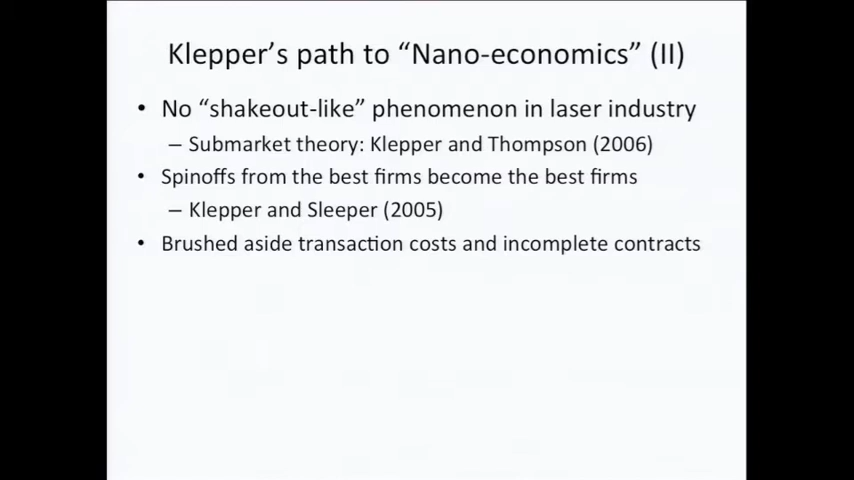 Klepper's path to “Nano-economics” (II)
• No “shakeout-like” phenomenon in laser industry
– Submarket theory: Klepper and Thompson (2006)
• Spinoffs from the best firms become the best firms
– Klepper and Sleeper (2005)
• Brushed aside transaction costs and incomplete contracts